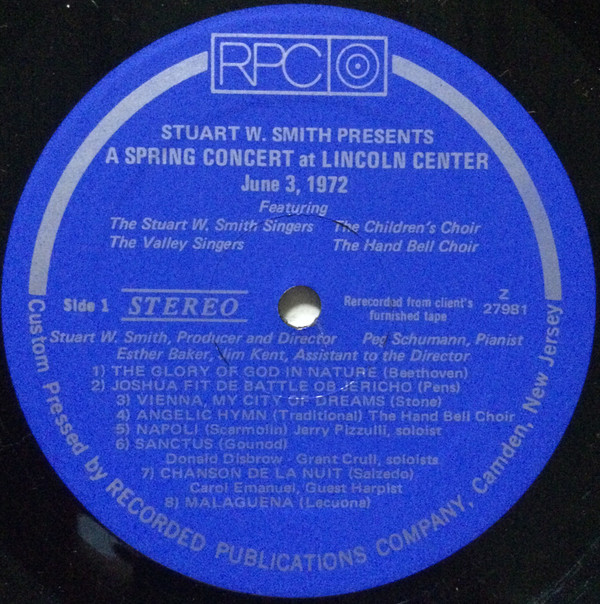 RPC
STUART W. SMITH PRESENTS
A SPRING CONCERT at LINCOLN CENTER
June 3, 1972
Featuring
The Stuart W. Smith Singers The Children's Choir
The Valley Singers The Hand Bell Choir
Side 1 STEREO Rerecorded from client's furnished tape Z 27981
Stuart W. Smith, Producer and Director Peg Schumann, Pianist
Esther Baker, Jim Kent, Assistant to the Director
1) THE GLORY OF GOD IN NATURE (Beethoven)
2) JOSHUA FIT DE BATTLE OB JERICHO (Pens)
3) VIENNA, MY CITY OF DREAMS (Stone)
4) ANGELIC HYMN (Traditional) The Hand Bell Choir
5) NAPOLI (Scarmolin) Jerry Pizzulli, soloist
6) SANCTUS (Gounod)
Donald Disbrow - Grant Crull, soloists
7) CHANSON DE LA NUIT (Salzedo)
Carol Emanuel, Guest Harpist
8) MALAGUENA (Lecuona)
Custom Pressed by RECORDED PUBLICATIONS COMPANY, Camden, New Jersey